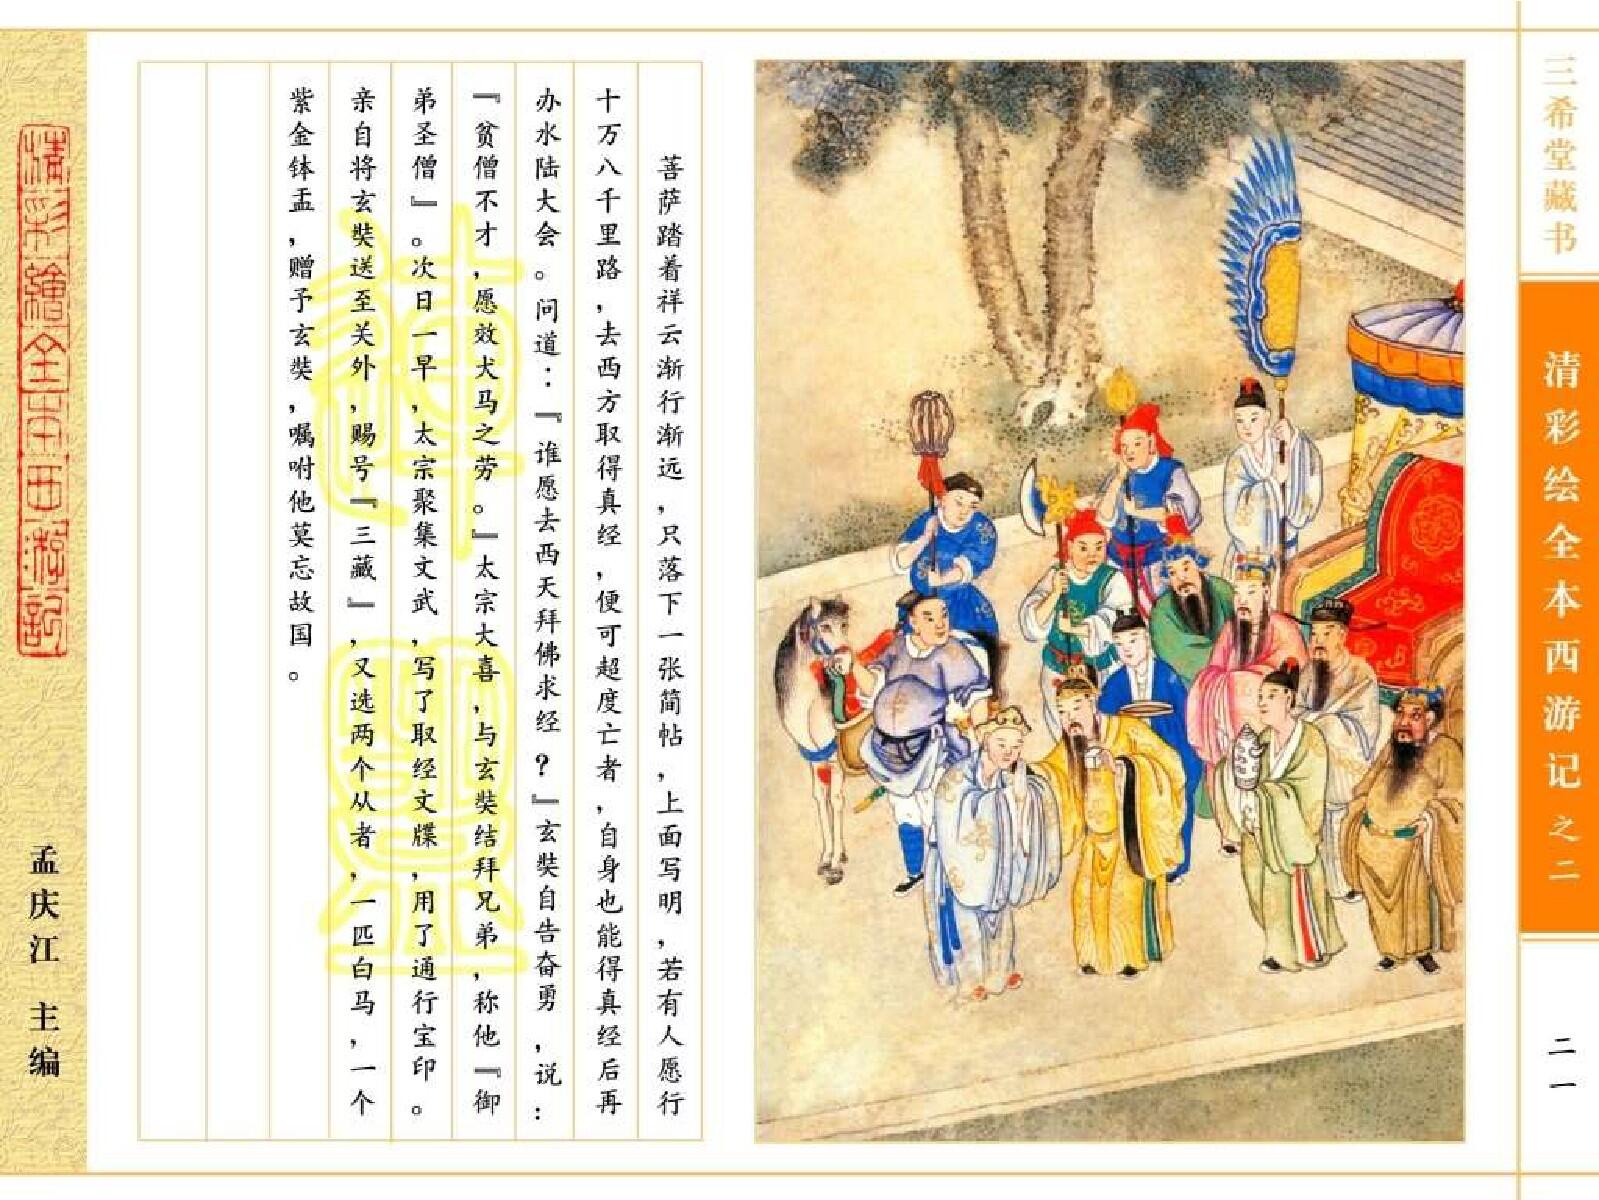 三希堂藏书
清彩绘全本西游记之二
二一
菩萨踏着祥云渐行渐远，只落下一张简帖，上面写明，若有人愿行
十万八千里路，去西方取得真经，便可超度亡者，自身也能得真经后再
办水陆大会。问道：『谁愿去西天拜佛求经？』玄奘自告奋勇，说：
『贫僧不才，愿效犬马之劳。』太宗大喜，与玄奘结拜兄弟，称他『御
弟圣僧』。次日一早，太宗聚集文武，写了取经文牒，用了通行宝印。
亲自将玄奘送至关外，赐号『三藏』，又选两个从者，一匹白马，一个
紫金钵盂，赠予玄奘，嘱咐他莫忘故国。
清彩繪全本西游記
孟庆江 主编